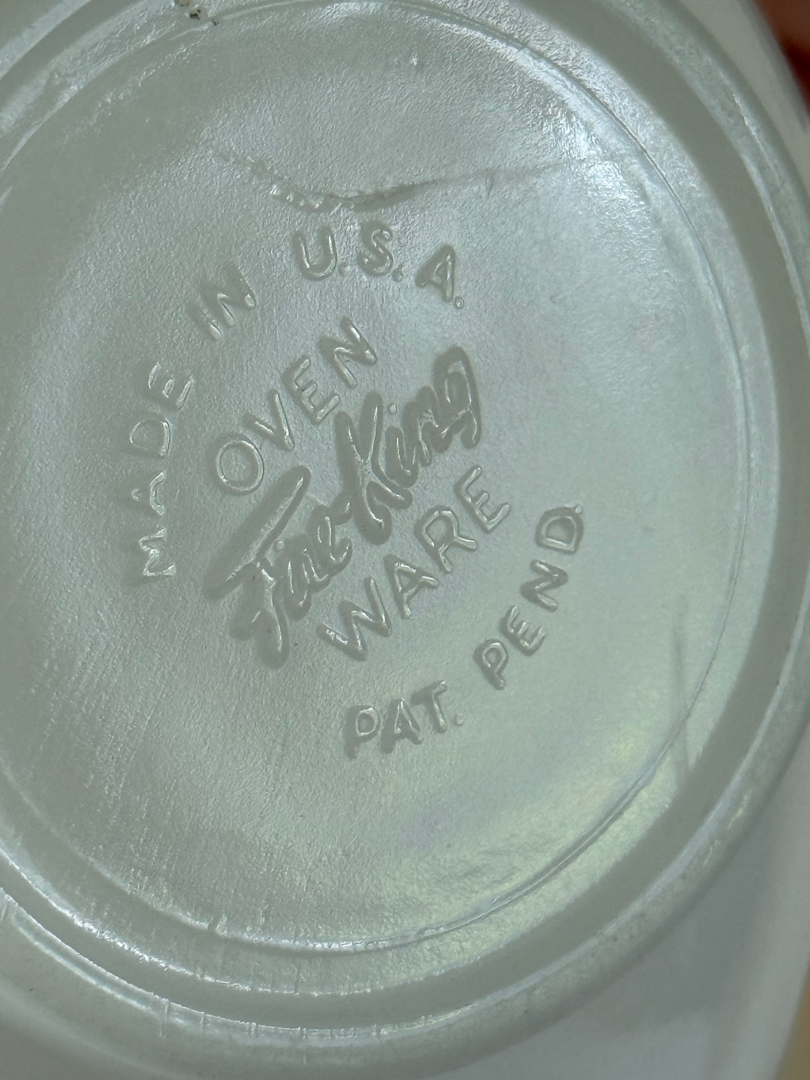 MADE IN U.S.A.
OVEN
Fire-King
WARE
PAT. PEND.